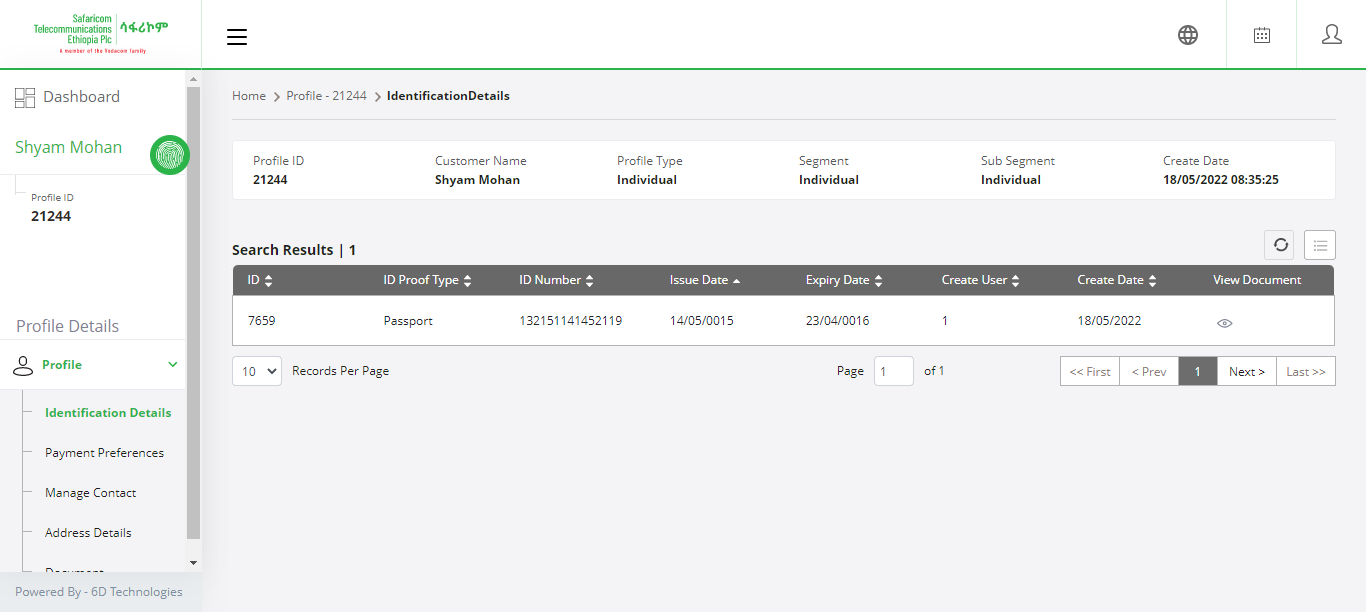 Safaricom
Telecommunications
Ethiopia Plc
ሳፋሪኮም
A member of the Vodacom family
Dashboard
Shyam Mohan
Profile ID
21244
Profile Details
Profile
Identification Details
Payment Preferences
Manage Contact
Address Details
Document
Powered By - 6D Technologies
Home > Profile - 21244 > IdentificationDetails
Profile ID Customer Name Profile Type Segment Sub Segment Create Date
21244 Shyam Mohan Individual Individual Individual 18/05/2022 08:35:25
Search Results | 1
ID ID Proof Type ID Number Issue Date Expiry Date Create User Create Date View Document
7659 Passport 132151141452119 14/05/0015 23/04/0016 1 18/05/2022
10 Records Per Page Page 1 of 1 << First < Prev 1 Next > Last >>